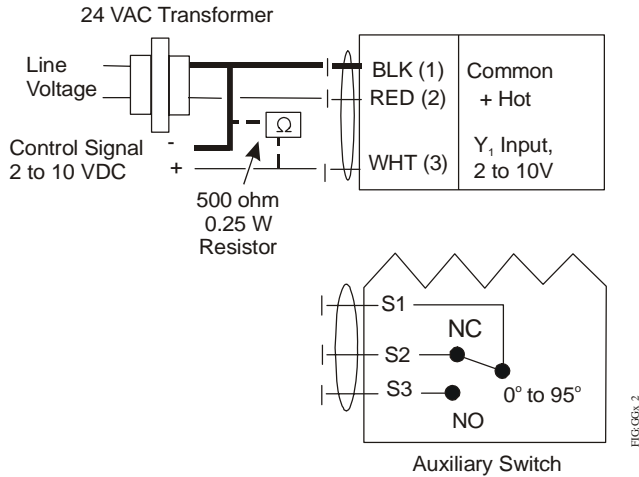 24 VAC Transformer
Line
Voltage
BLK (1)
Common
RED (2)
+ Hot
Ω
Control Signal
2 to 10 VDC
-
+
WHT (3)
Y₁ Input,
2 to 10V
500 ohm
0.25 W
Resistor
S1
NC
S2
S3
0° to 95°
NO
Auxiliary Switch
FIG:GGx_2